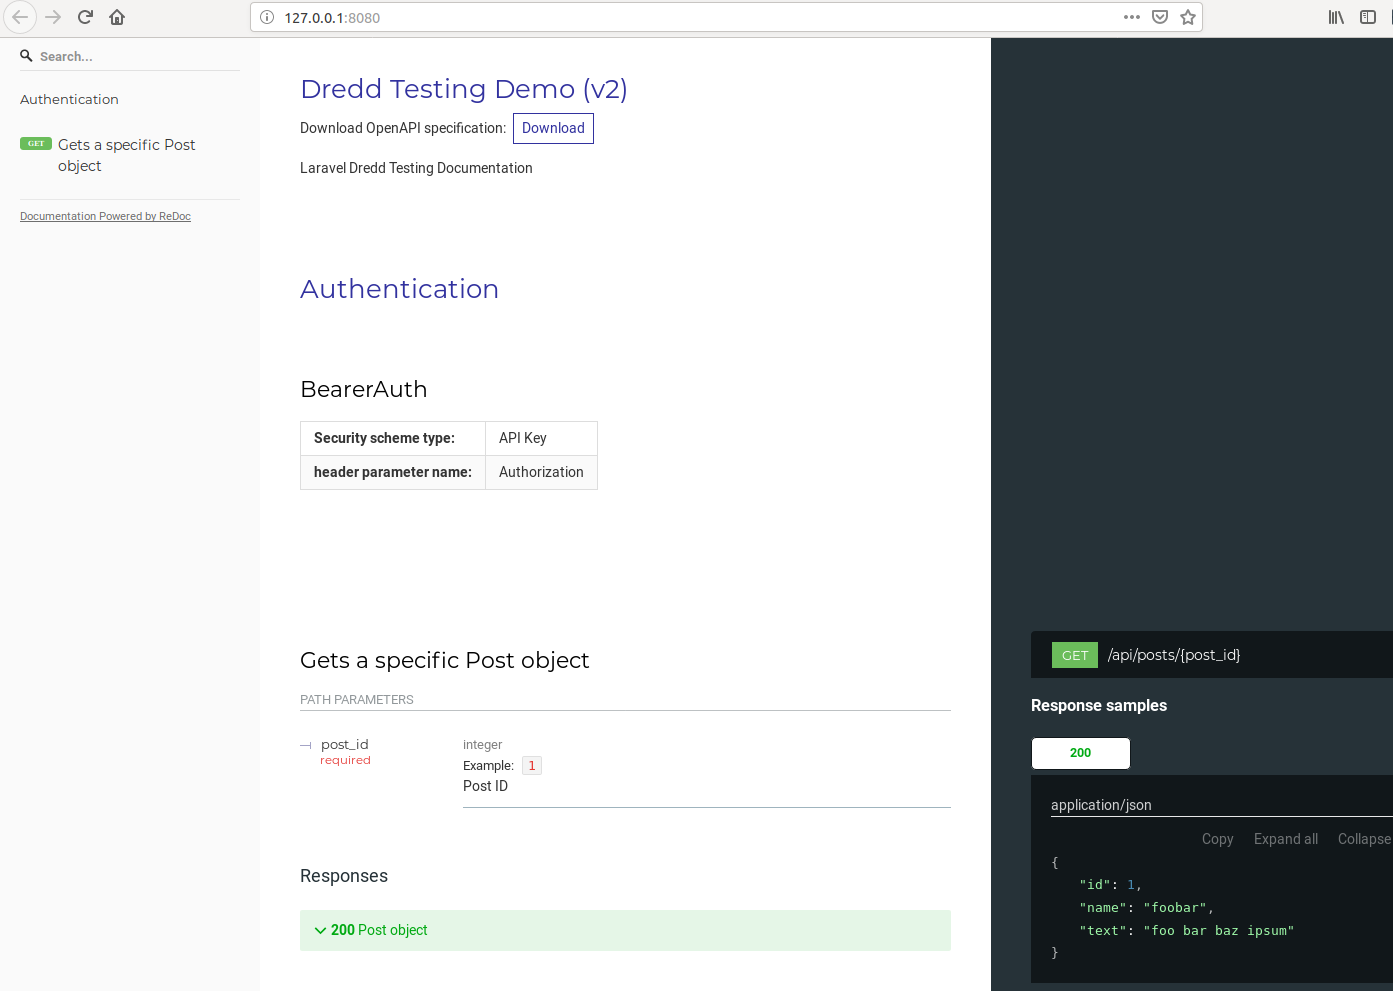 127.0.0.1:8080
Search...
Authentication
GET Gets a specific Post
object
Documentation Powered by ReDoc
Dredd Testing Demo (v2)
Download OpenAPI specification: Download
Laravel Dredd Testing Documentation
Authentication
BearerAuth
Security scheme type: API Key
header parameter name: Authorization
Gets a specific Post object
PATH PARAMETERS
post_id
required
integer
Example: 1
Post ID
Responses
200 Post object
GET /api/posts/{post_id}
Response samples
200
application/json
Copy Expand all Collapse
{
"id": 1,
"name": "foobar",
"text": "foo bar baz ipsum"
}